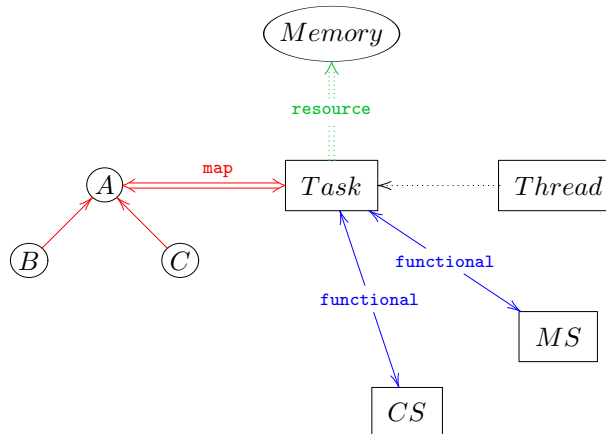 Memory
resource
map
A
Task
Thread
B
C
functional
functional
MS
CS